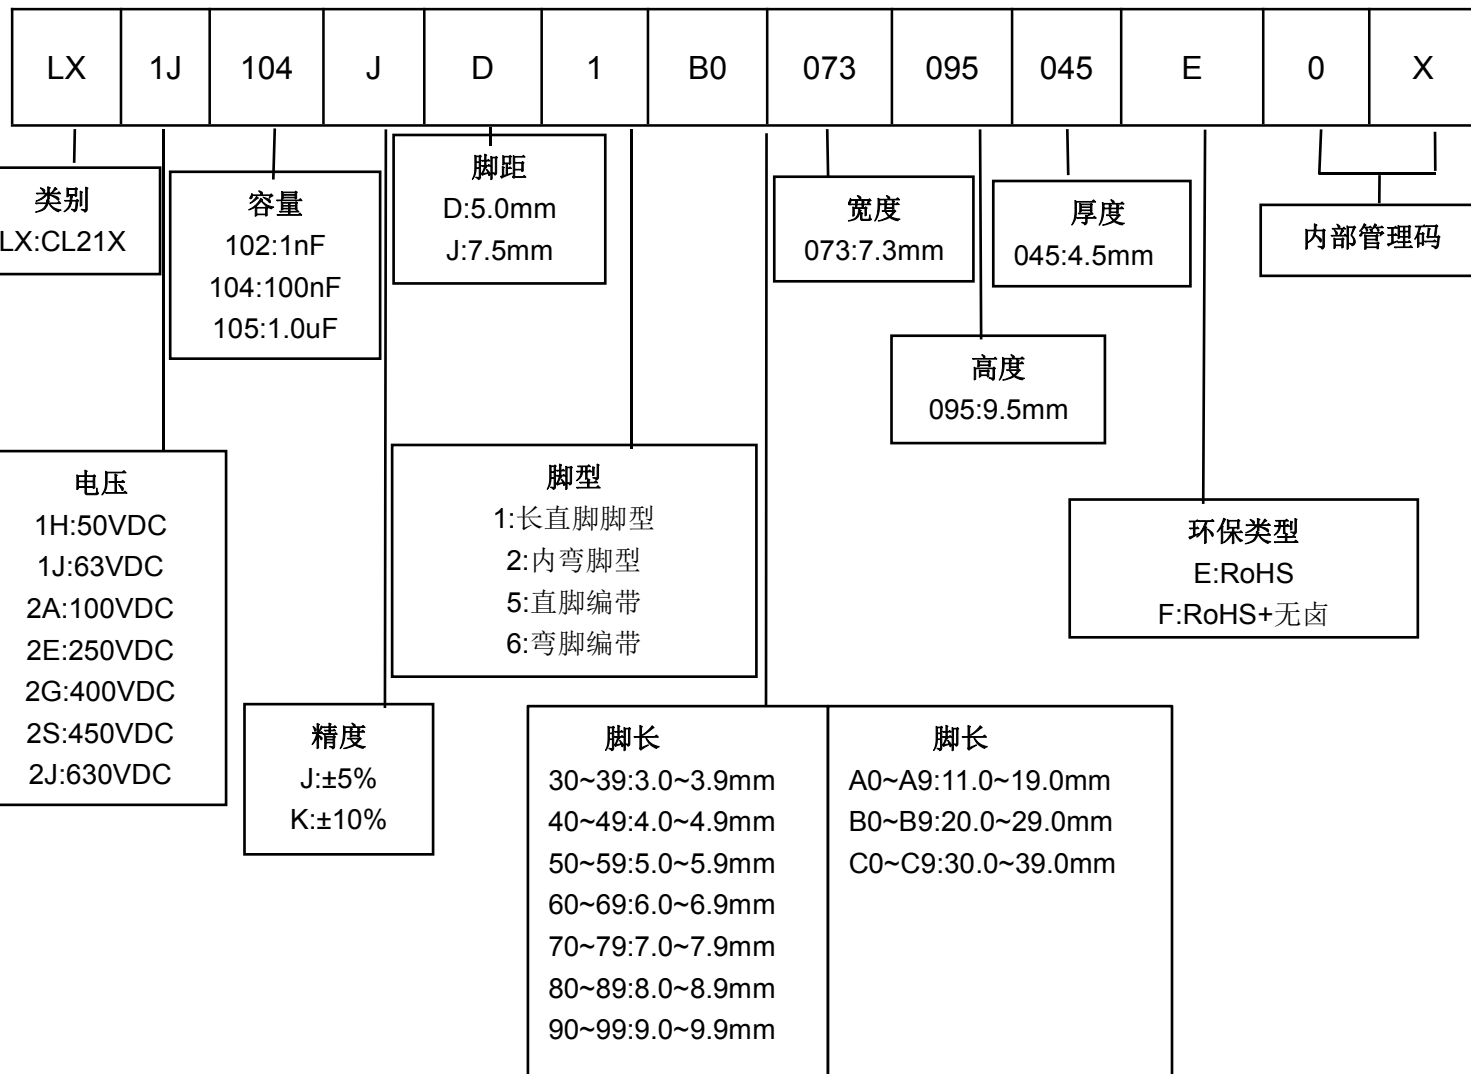 LX 1J 104 J D 1 B0 073 095 045 E 0 X
类别
LX:CL21X
容量
102:1nF
104:100nF
105:1.0uF
脚距
D:5.0mm
J:7.5mm
宽度
073:7.3mm
厚度
045:4.5mm
内部管理码
高度
095:9.5mm
电压
1H:50VDC
1J:63VDC
2A:100VDC
2E:250VDC
2G:400VDC
2S:450VDC
2J:630VDC
脚型
1:长直脚脚型
2:内弯脚型
5:直脚编带
6:弯脚编带
环保类型
E:RoHS
F:RoHS+无卤
精度
J:±5%
K:±10%
脚长
30~39:3.0~3.9mm
40~49:4.0~4.9mm
50~59:5.0~5.9mm
60~69:6.0~6.9mm
70~79:7.0~7.9mm
80~89:8.0~8.9mm
90~99:9.0~9.9mm
脚长
A0~A9:11.0~19.0mm
B0~B9:20.0~29.0mm
C0~C9:30.0~39.0mm